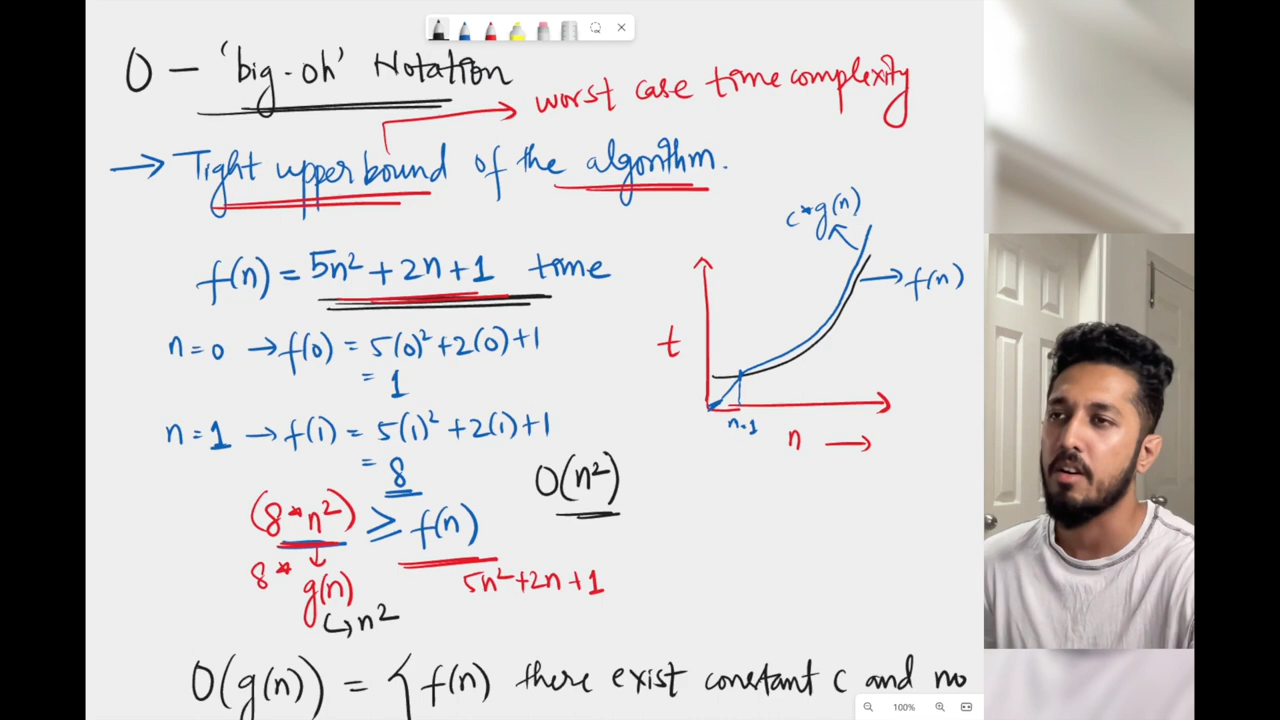 O – 'big-oh' Notation
worst case time complexity
→ Tight upper bound of the algorithm.
f(n) = 5n² + 2n + 1 time
n = 0 → f(0) = 5(0)² + 2(0) + 1
= 1
n = 1 → f(1) = 5(1)² + 2(1) + 1
= 8
O(n²)
(8 * n²) ≥ f(n)
8 * g(n)
5n² + 2n + 1
n²
c*g(n)
f(n)
t
n=1
n →
O(g(n)) = { f(n) there exist constant c and no
100%